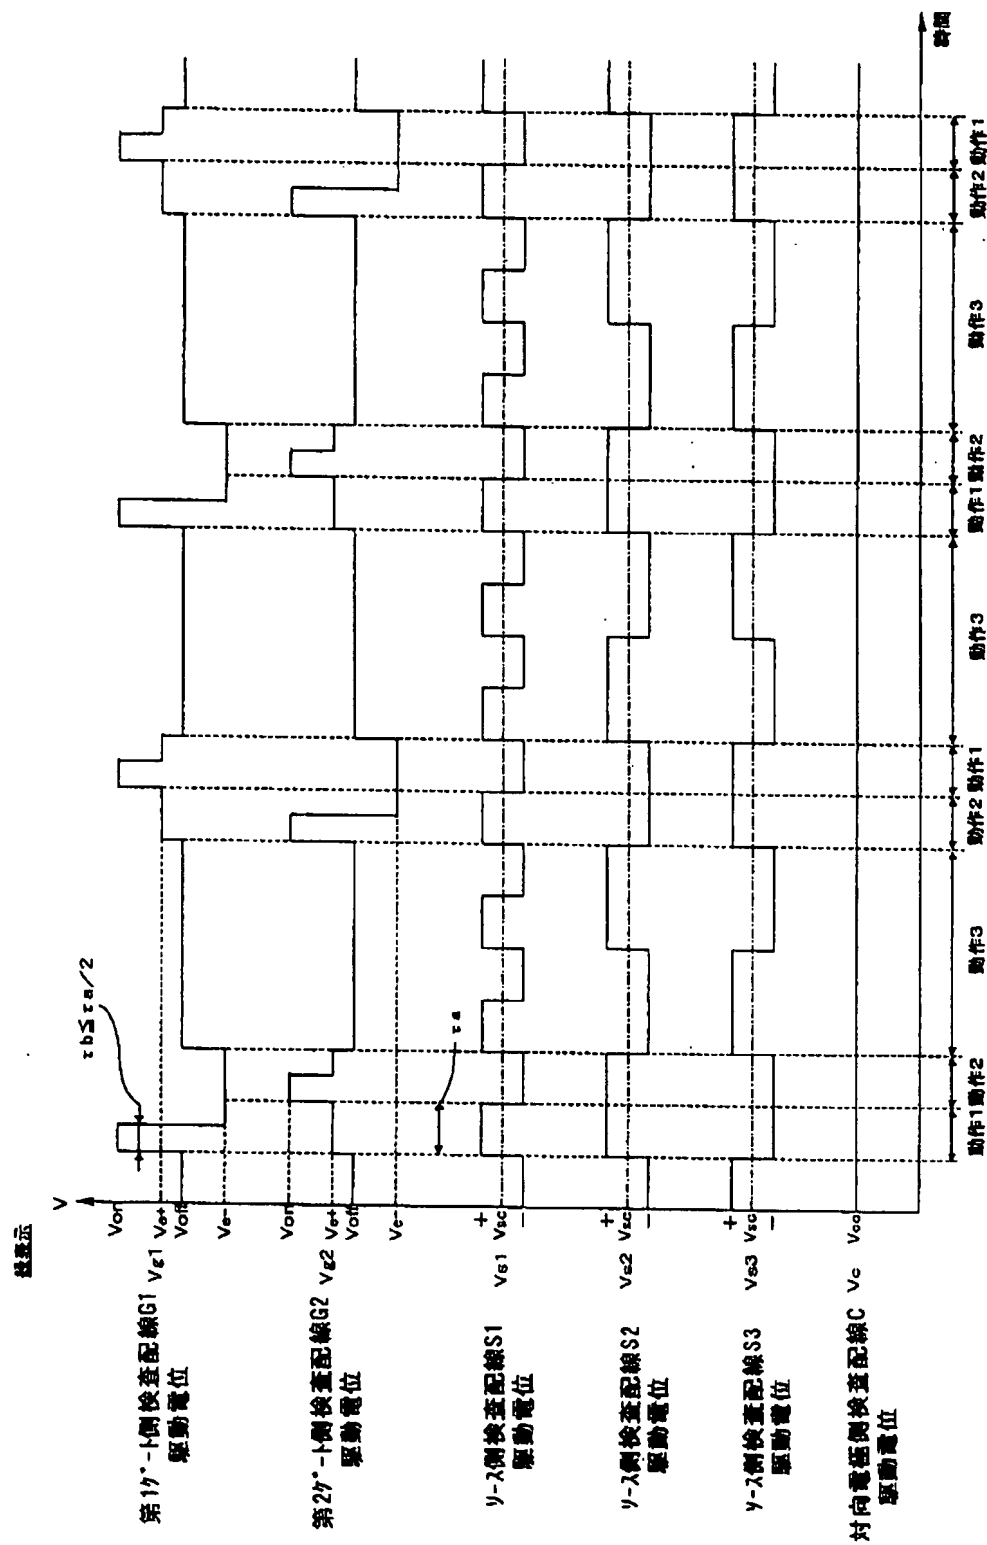 緑表示
V
τb≦τa/2
第1ゲート側検査配線G1
駆動電位
Vg1
Von
Ve+
Voff
Ve-
第2ゲート側検査配線G2
駆動電位
Vg2
Von
Ve+
Voff
Vc-
τa
ソース側検査配線S1
駆動電位
Vs1
+
Vsc
-
ソース側検査配線S2
駆動電位
Vs2
+
Vsc
-
ソース側検査配線S3
駆動電位
Vs3
+
Vsc
-
対向電極側検査配線C
駆動電位
Vc
Vcc
時間
動作1 動作2 動作3 動作2 動作1 動作3 動作1 動作2 動作3 動作2 動作1